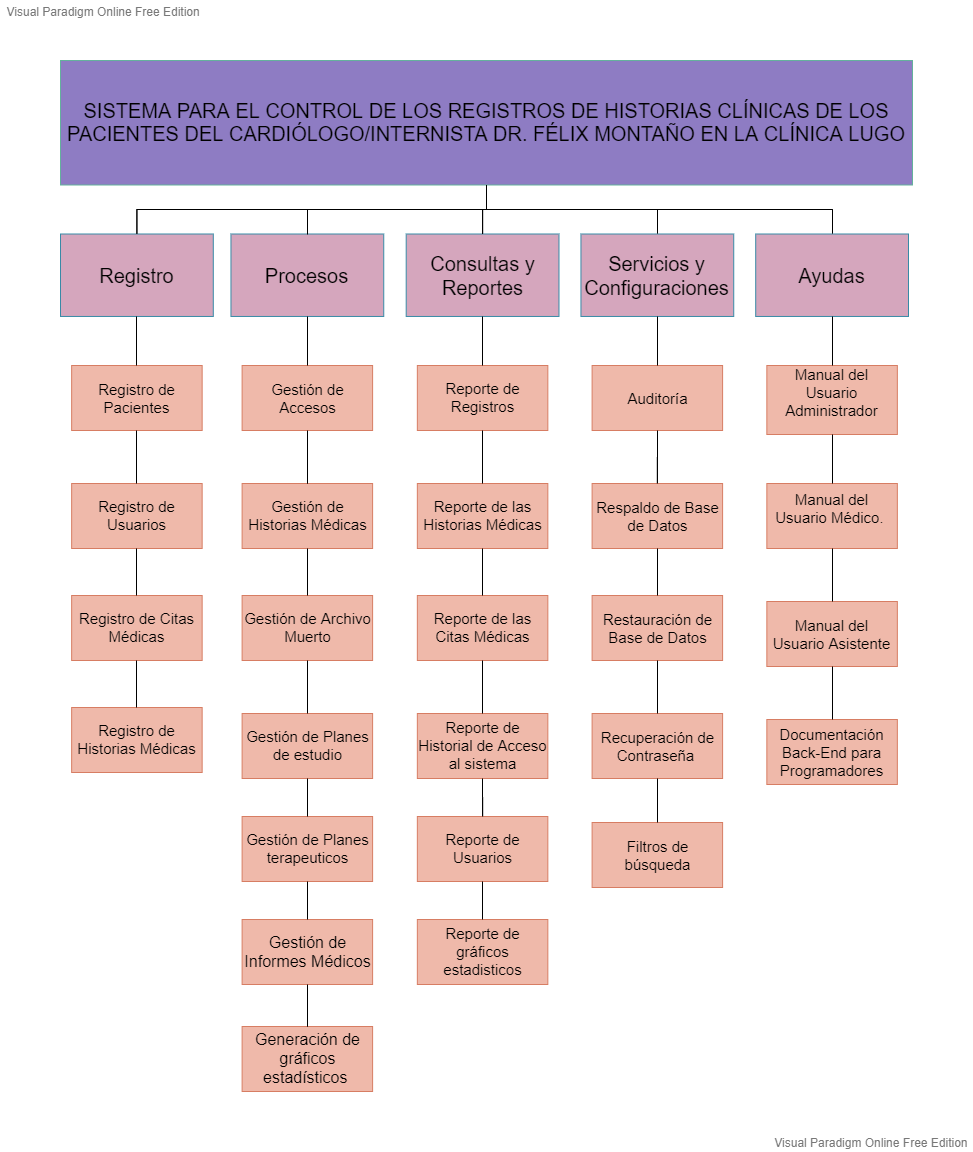 Visual Paradigm Online Free Edition
SISTEMA PARA EL CONTROL DE LOS REGISTROS DE HISTORIAS CLÍNICAS DE LOS
PACIENTES DEL CARDIÓLOGO/INTERNISTA DR. FÉLIX MONTAÑO EN LA CLÍNICA LUGO
Registro
Registro de
Pacientes
Registro de
Usuarios
Registro de Citas
Médicas
Registro de
Historias Médicas
Procesos
Gestión de
Accesos
Gestión de
Historias Médicas
Gestión de Archivo
Muerto
Gestión de Planes
de estudio
Gestión de Planes
terapeuticos
Gestión de
Informes Médicos
Generación de
gráficos
estadísticos
Consultas y
Reportes
Reporte de
Registros
Reporte de las
Historias Médicas
Reporte de las
Citas Médicas
Reporte de
Historial de Acceso
al sistema
Reporte de
Usuarios
Reporte de
gráficos
estadisticos
Servicios y
Configuraciones
Auditoría
Respaldo de Base
de Datos
Restauración de
Base de Datos
Recuperación de
Contraseña
Filtros de
búsqueda
Ayudas
Manual del
Usuario
Administrador
Manual del
Usuario Médico.
Manual del
Usuario Asistente
Documentación
Back-End para
Programadores
Visual Paradigm Online Free Edition